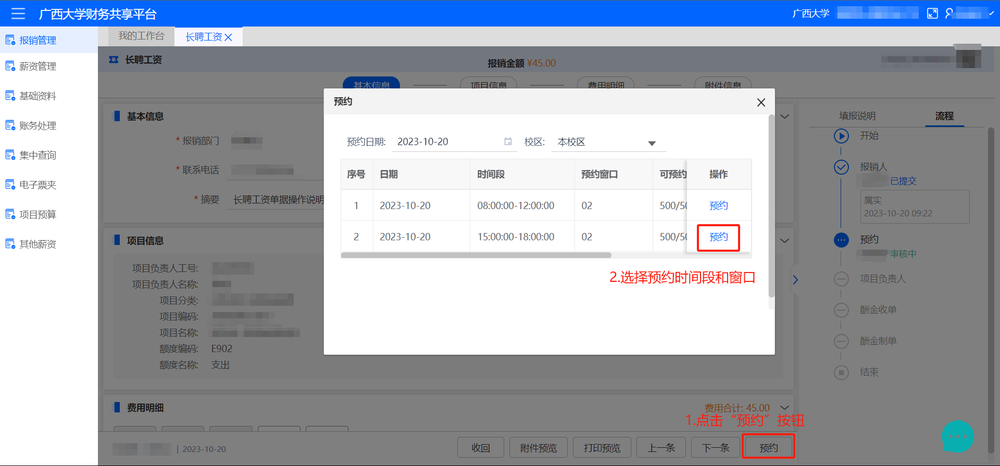 广西大学财务共享平台
广西大学
报销管理
薪资管理
基础资料
账务处理
集中查询
电子票夹
项目预算
其他薪资
我的工作台
长聘工资
长聘工资
报销金额 ¥45.00
基本信息
项目信息
费用明细
附件信息
基本信息
* 报销部门
* 联系电话
* 摘要
长聘工资单据操作说明
项目信息
项目负责人工号:
项目负责人名称:
项目分类:
项目编码:
项目名称:
额度编码: E902
额度名称: 支出
费用明细
费用合计: 45.00
预约
预约日期: 2023-10-20 校区: 本校区
序号 日期 时间段 预约窗口 可预约 操作
1 2023-10-20 08:00:00-12:00:00 02 500/50 预约
2 2023-10-20 15:00:00-18:00:00 02 500/50 预约
2.选择预约时间段和窗口
填报说明 流程
开始
报销人
已提交
属实
2023-10-20 09:22
预约
审核中
项目负责人
酬金收单
酬金制单
结束
1.点击“预约”按钮
| 2023-10-20
收回
附件预览
打印预览
上一条
下一条
预约